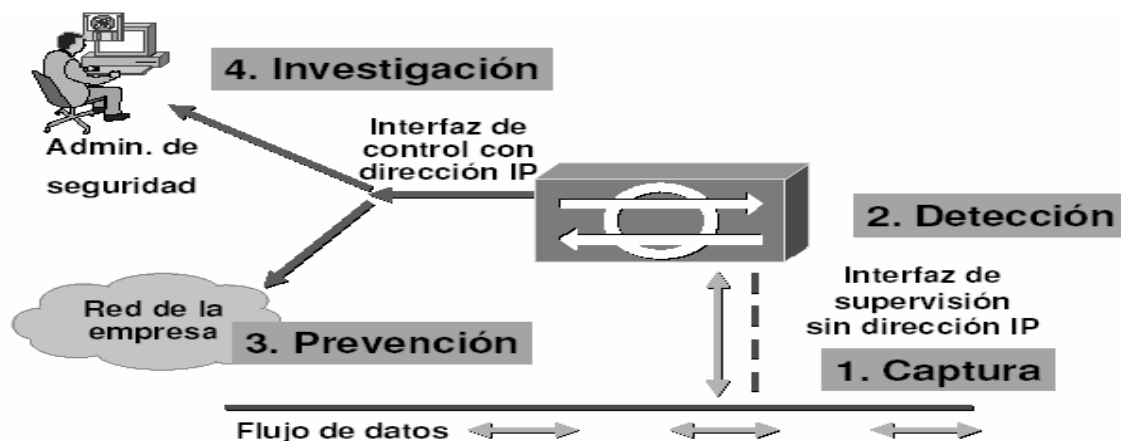 4. Investigación
Interfaz de
control con
dirección IP
Admin. de
seguridad
2. Detección
Interfaz de
supervisión
sin dirección IP
Red de la
empresa
3. Prevención
1. Captura
Flujo de datos